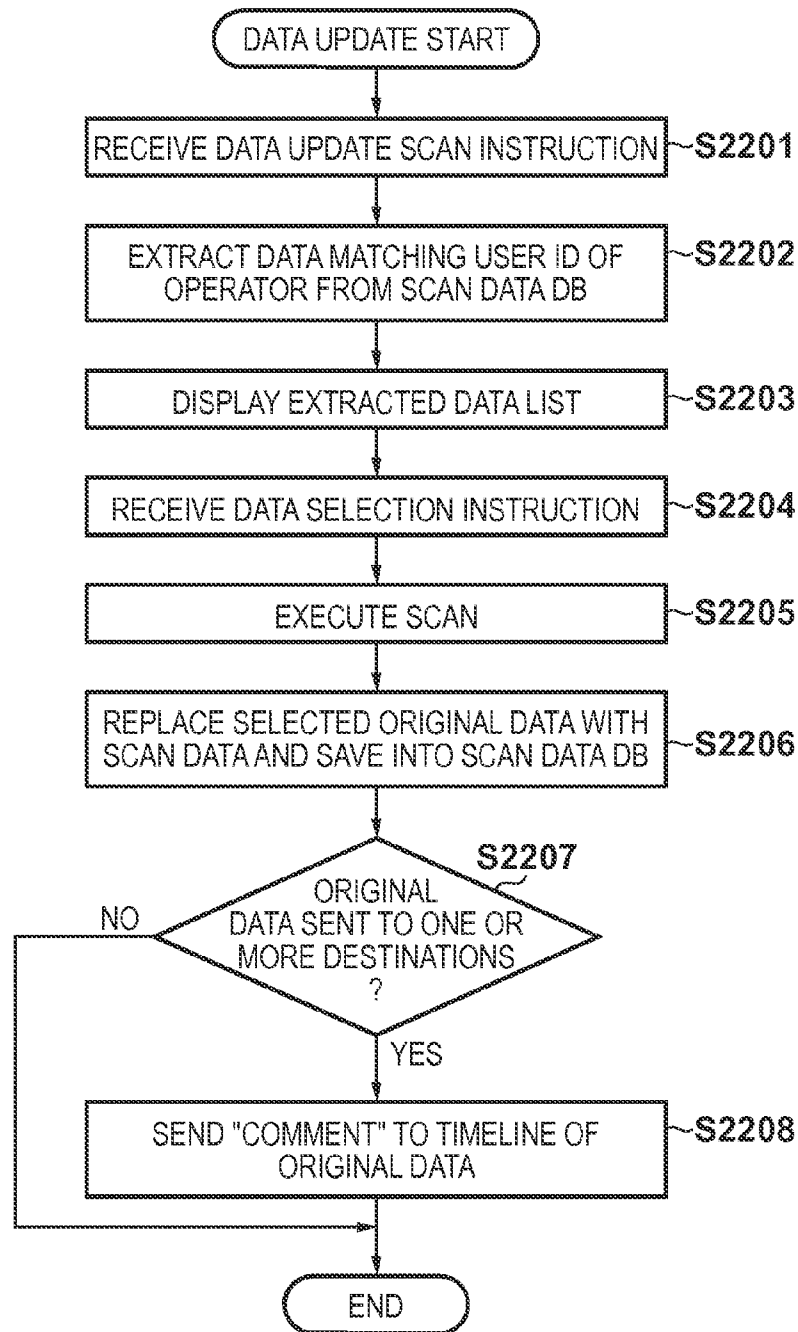 DATA UPDATE START
RECEIVE DATA UPDATE SCAN INSTRUCTION
S2201
EXTRACT DATA MATCHING USER ID OF
OPERATOR FROM SCAN DATA DB
S2202
DISPLAY EXTRACTED DATA LIST
S2203
RECEIVE DATA SELECTION INSTRUCTION
S2204
EXECUTE SCAN
S2205
REPLACE SELECTED ORIGINAL DATA WITH
SCAN DATA AND SAVE INTO SCAN DATA DB
S2206
S2207
ORIGINAL
DATA SENT TO ONE OR
MORE DESTINATIONS
?
NO
YES
SEND "COMMENT" TO TIMELINE OF
ORIGINAL DATA
S2208
END